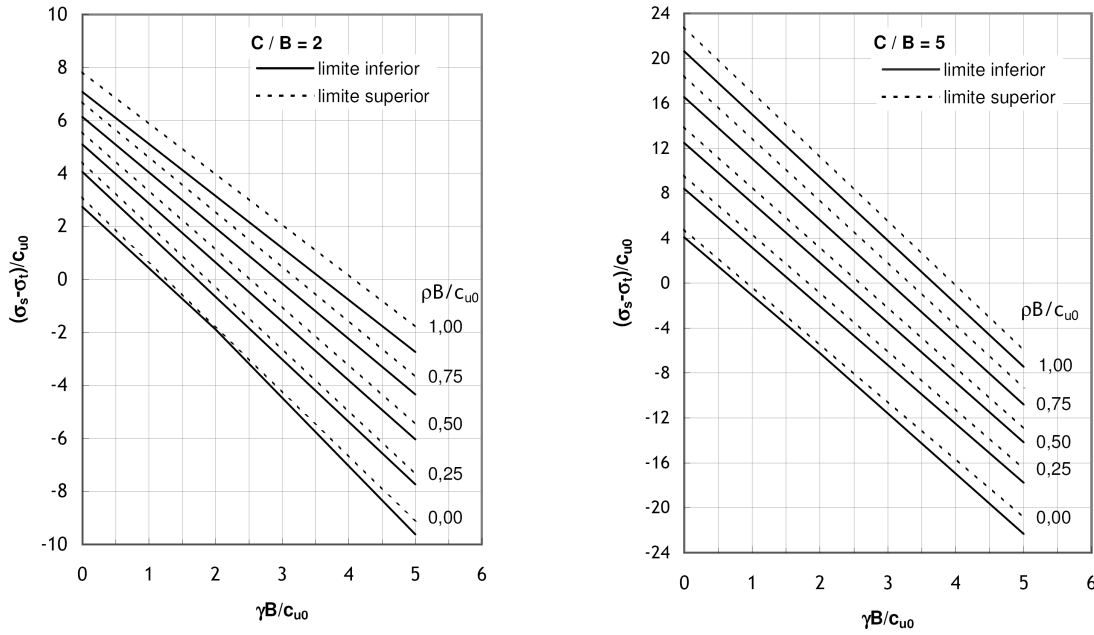 C / B = 2
limite inferior
limite superior
10
8
6
4
2
0
-2
-4
-6
-8
-10
(σs-σt)/cu0
ρB/cu0
1,00
0,75
0,50
0,25
0,00
0 1 2 3 4 5 6
γB/cu0
C / B = 5
limite inferior
limite superior
24
20
16
12
8
4
0
-4
-8
-12
-16
-20
-24
(σs-σt)/cu0
ρB/cu0
1,00
0,75
0,50
0,25
0,00
0 1 2 3 4 5 6
γB/cu0